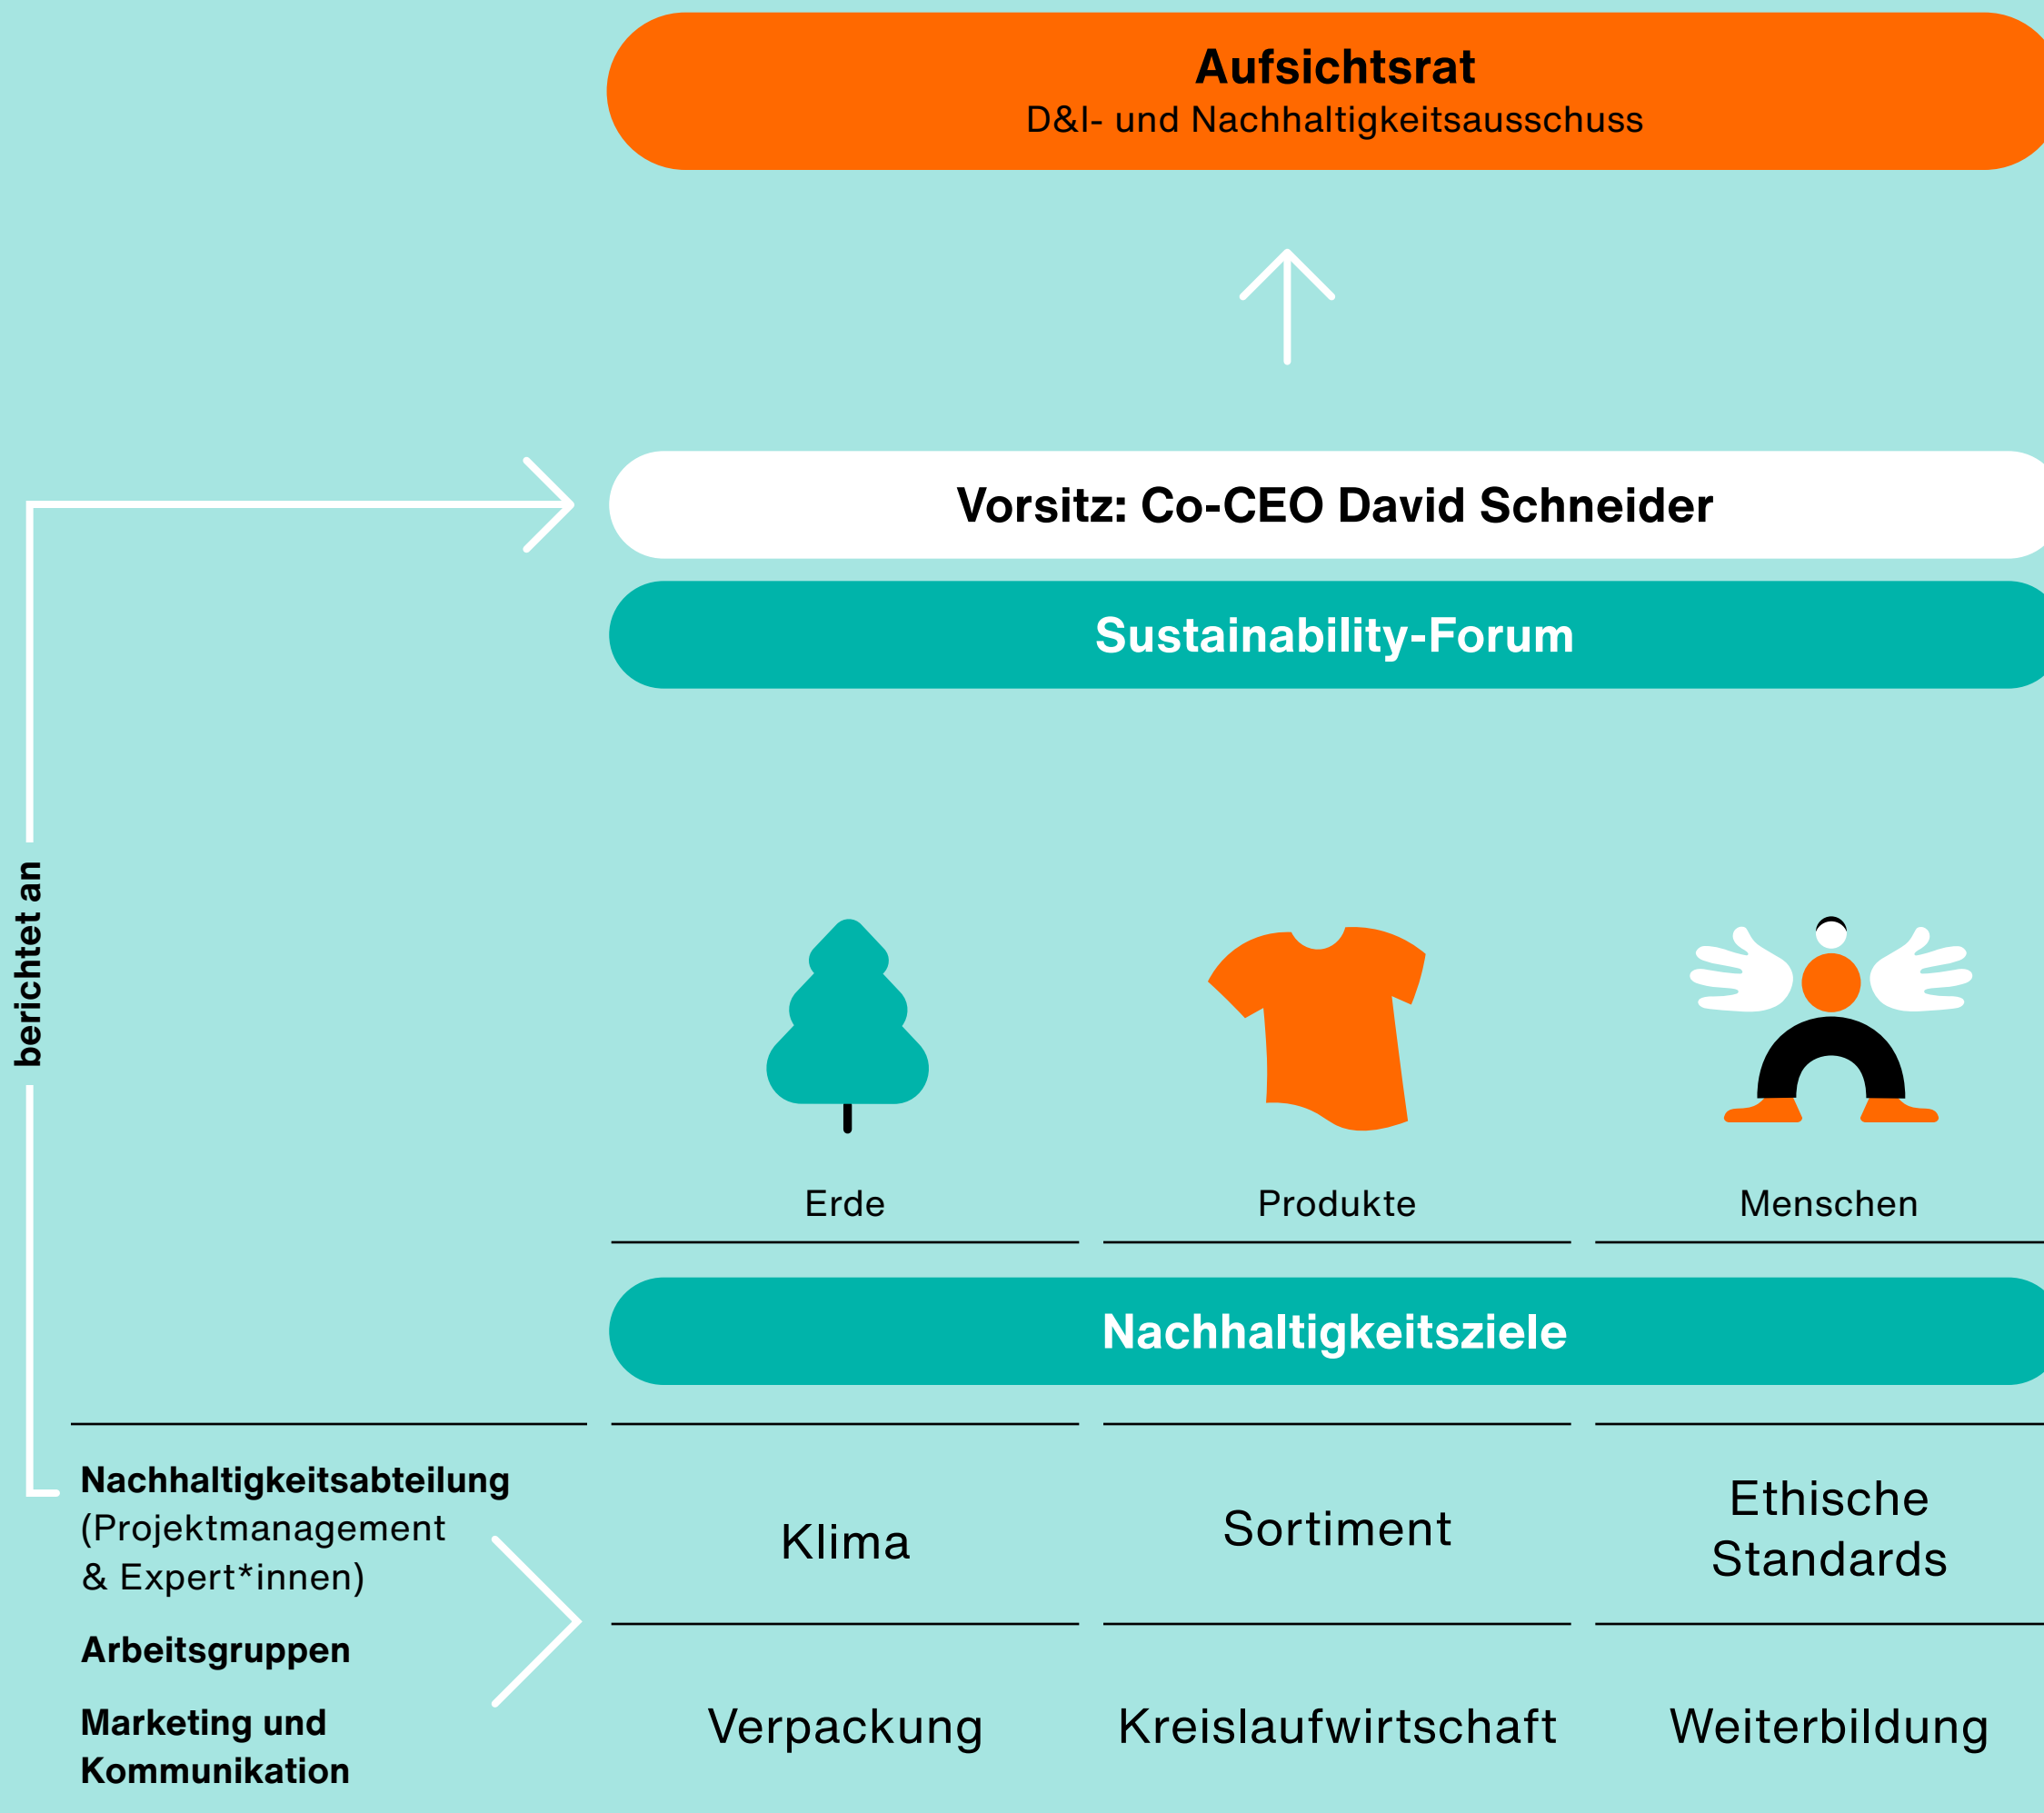 Aufsichtsrat
D&I- und Nachhaltigkeitsausschuss
Vorsitz: Co-CEO David Schneider
Sustainability-Forum
berichtet an
Erde
Produkte
Menschen
Nachhaltigkeitsziele
Nachhaltigkeitsabteilung
(Projektmanagement
& Expert*innen)
Arbeitsgruppen
Marketing und
Kommunikation
Klima
Sortiment
Ethische
Standards
Verpackung
Kreislaufwirtschaft
Weiterbildung